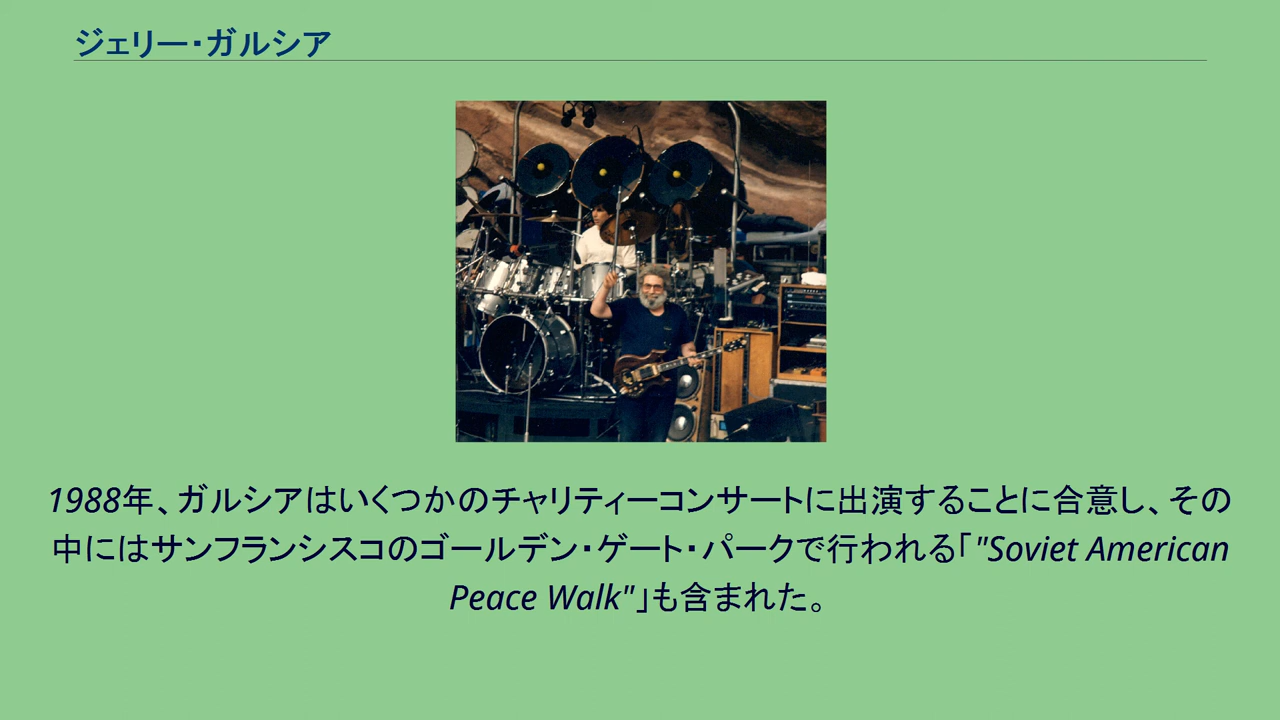 ジェリー・ガルシア
1988年、ガルシアはいくつかのチャリティーコンサートに出演することに合意し、その
中にはサンフランシスコのゴールデン・ゲート・パークで行われる「"Soviet American
Peace Walk"」も含まれた。